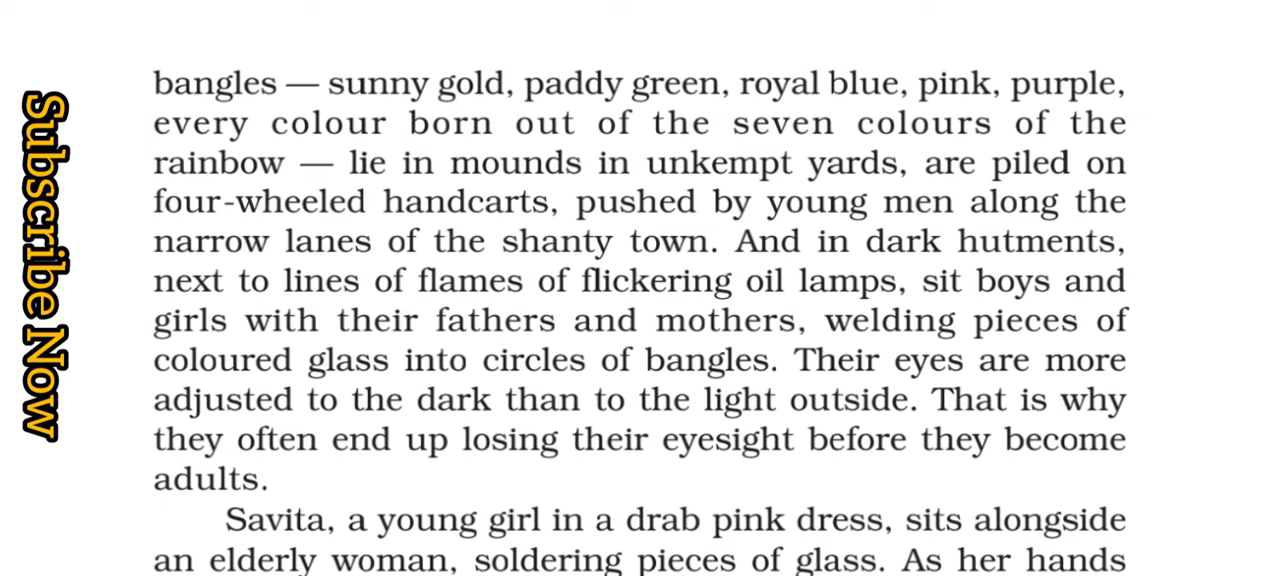 bangles — sunny gold, paddy green, royal blue, pink, purple,
every colour born out of the seven colours of the
rainbow — lie in mounds in unkempt yards, are piled on
four-wheeled handcarts, pushed by young men along the
narrow lanes of the shanty town. And in dark hutments,
next to lines of flames of flickering oil lamps, sit boys and
girls with their fathers and mothers, welding pieces of
coloured glass into circles of bangles. Their eyes are more
adjusted to the dark than to the light outside. That is why
they often end up losing their eyesight before they become
adults.
Savita, a young girl in a drab pink dress, sits alongside
an elderly woman, soldering pieces of glass. As her hands
Subscribe Now